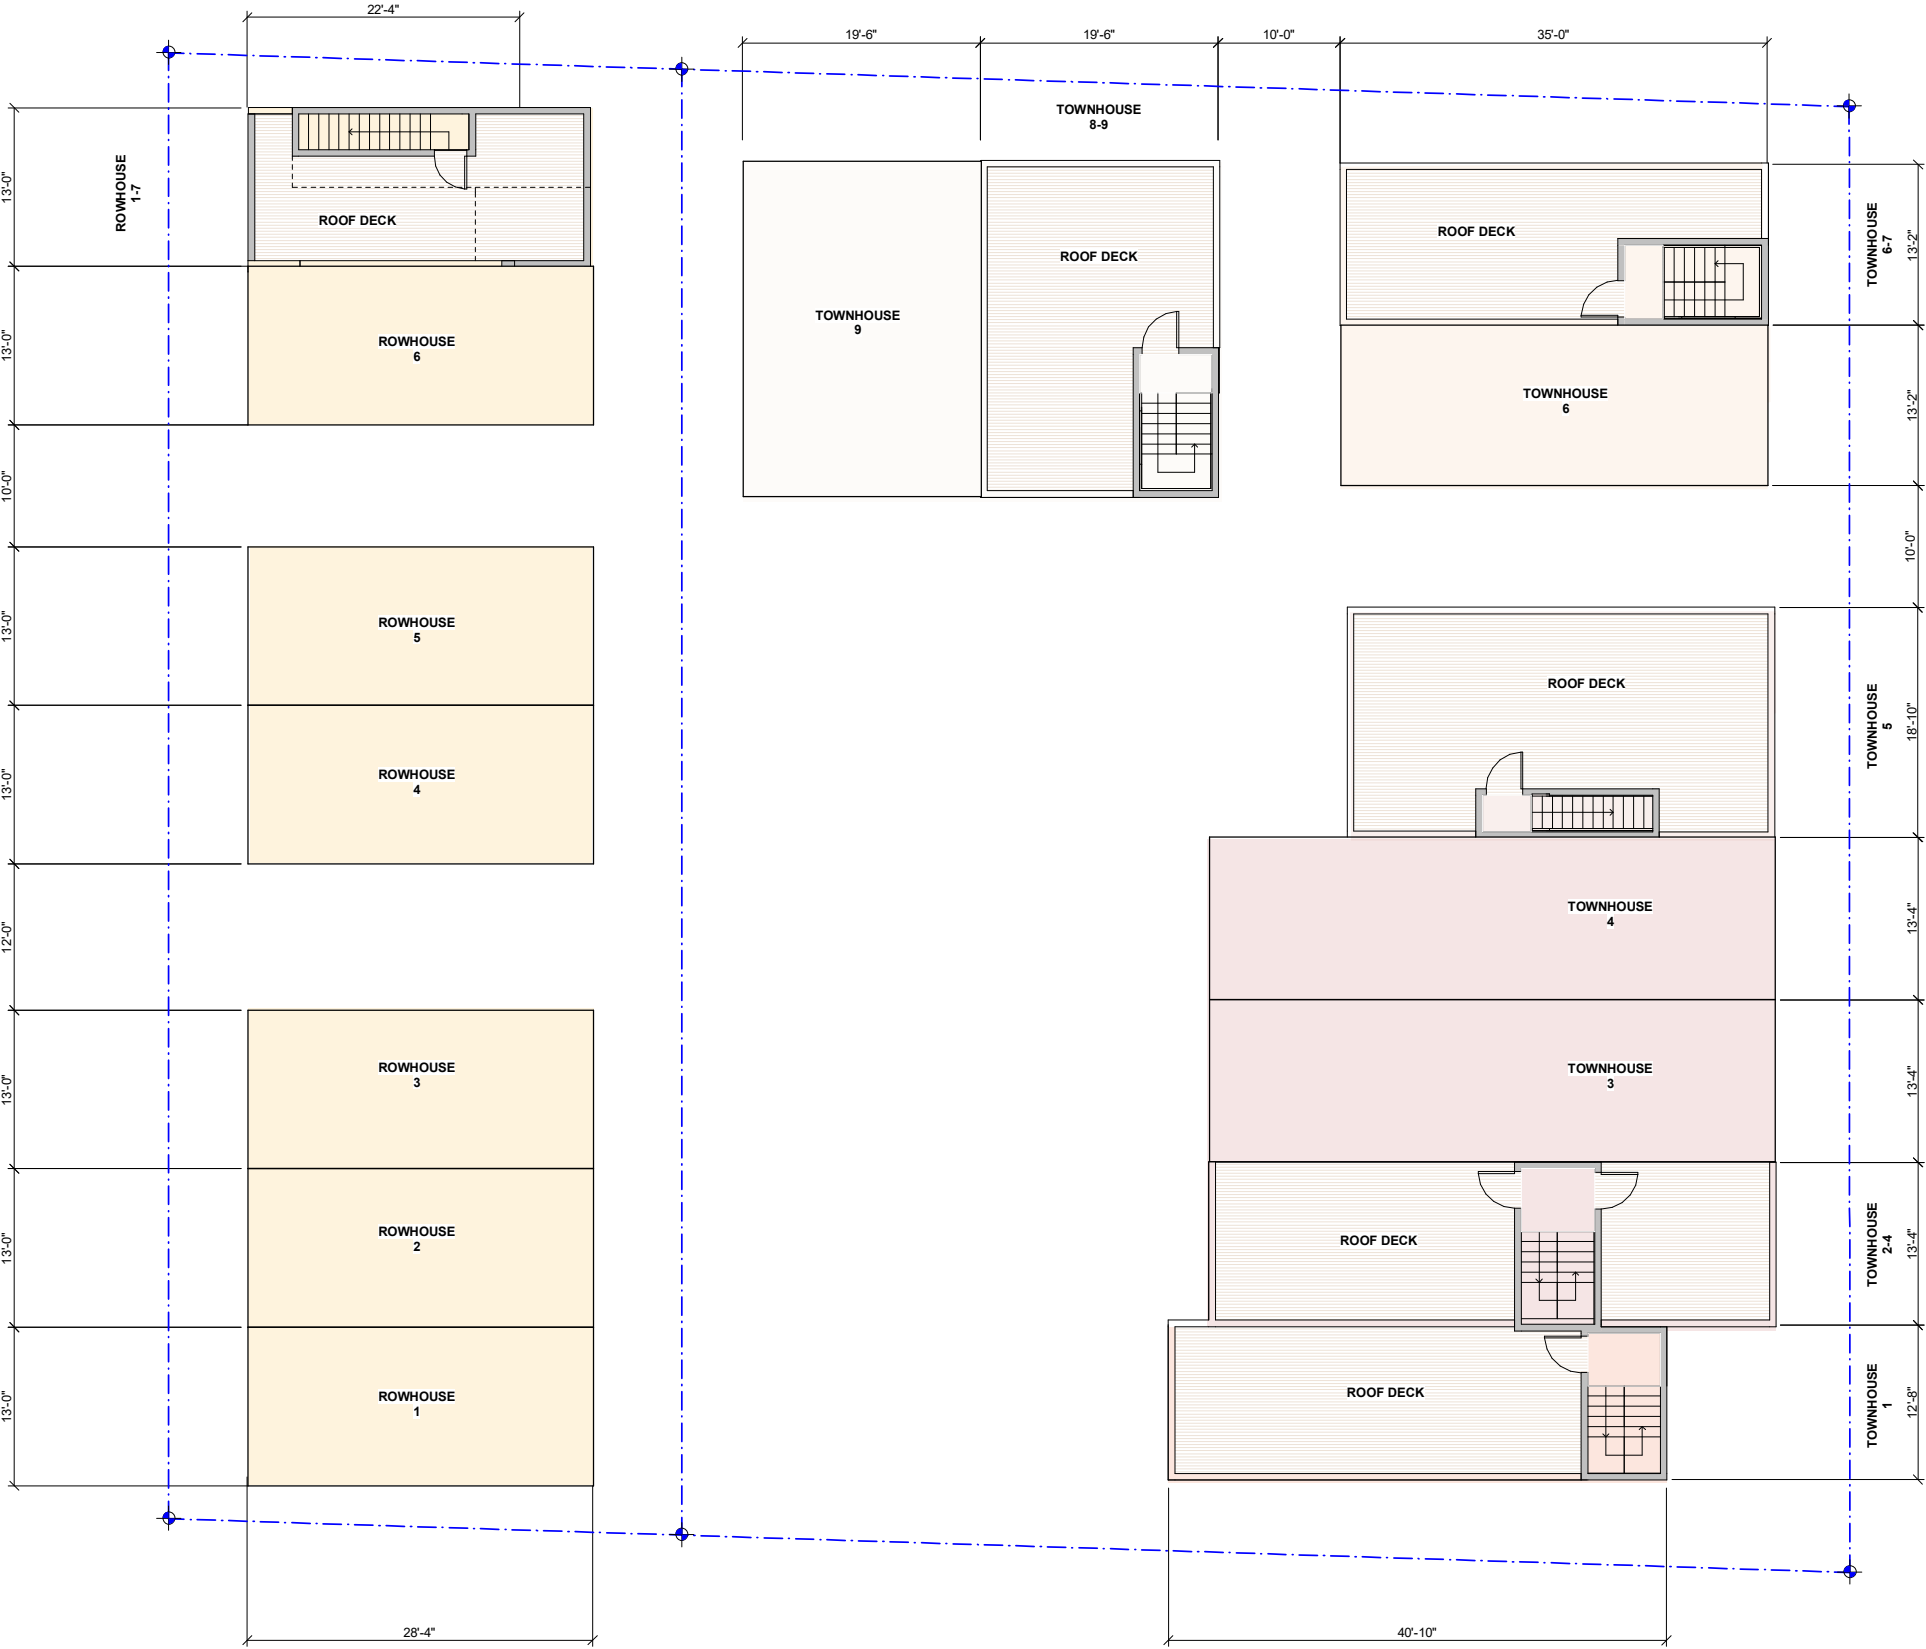 22'-4"
19'-6"
19'-6"
10'-0"
35'-0"
TOWNHOUSE
8-9
ROWHOUSE
1-7
13'-0"
ROOF DECK
ROOF DECK
ROOF DECK
TOWNHOUSE
6-7
13'-2"
13'-0"
ROWHOUSE
6
TOWNHOUSE
9
TOWNHOUSE
6
13'-2"
10'-0"
10'-0"
13'-0"
ROWHOUSE
5
ROOF DECK
TOWNHOUSE
5
18'-10"
13'-0"
ROWHOUSE
4
12'-0"
TOWNHOUSE
4
13'-4"
13'-0"
ROWHOUSE
3
TOWNHOUSE
3
13'-4"
13'-0"
ROWHOUSE
2
ROOF DECK
TOWNHOUSE
2-4
13'-4"
13'-0"
ROWHOUSE
1
ROOF DECK
TOWNHOUSE
1
12'-8"
28'-4"
40'-10"